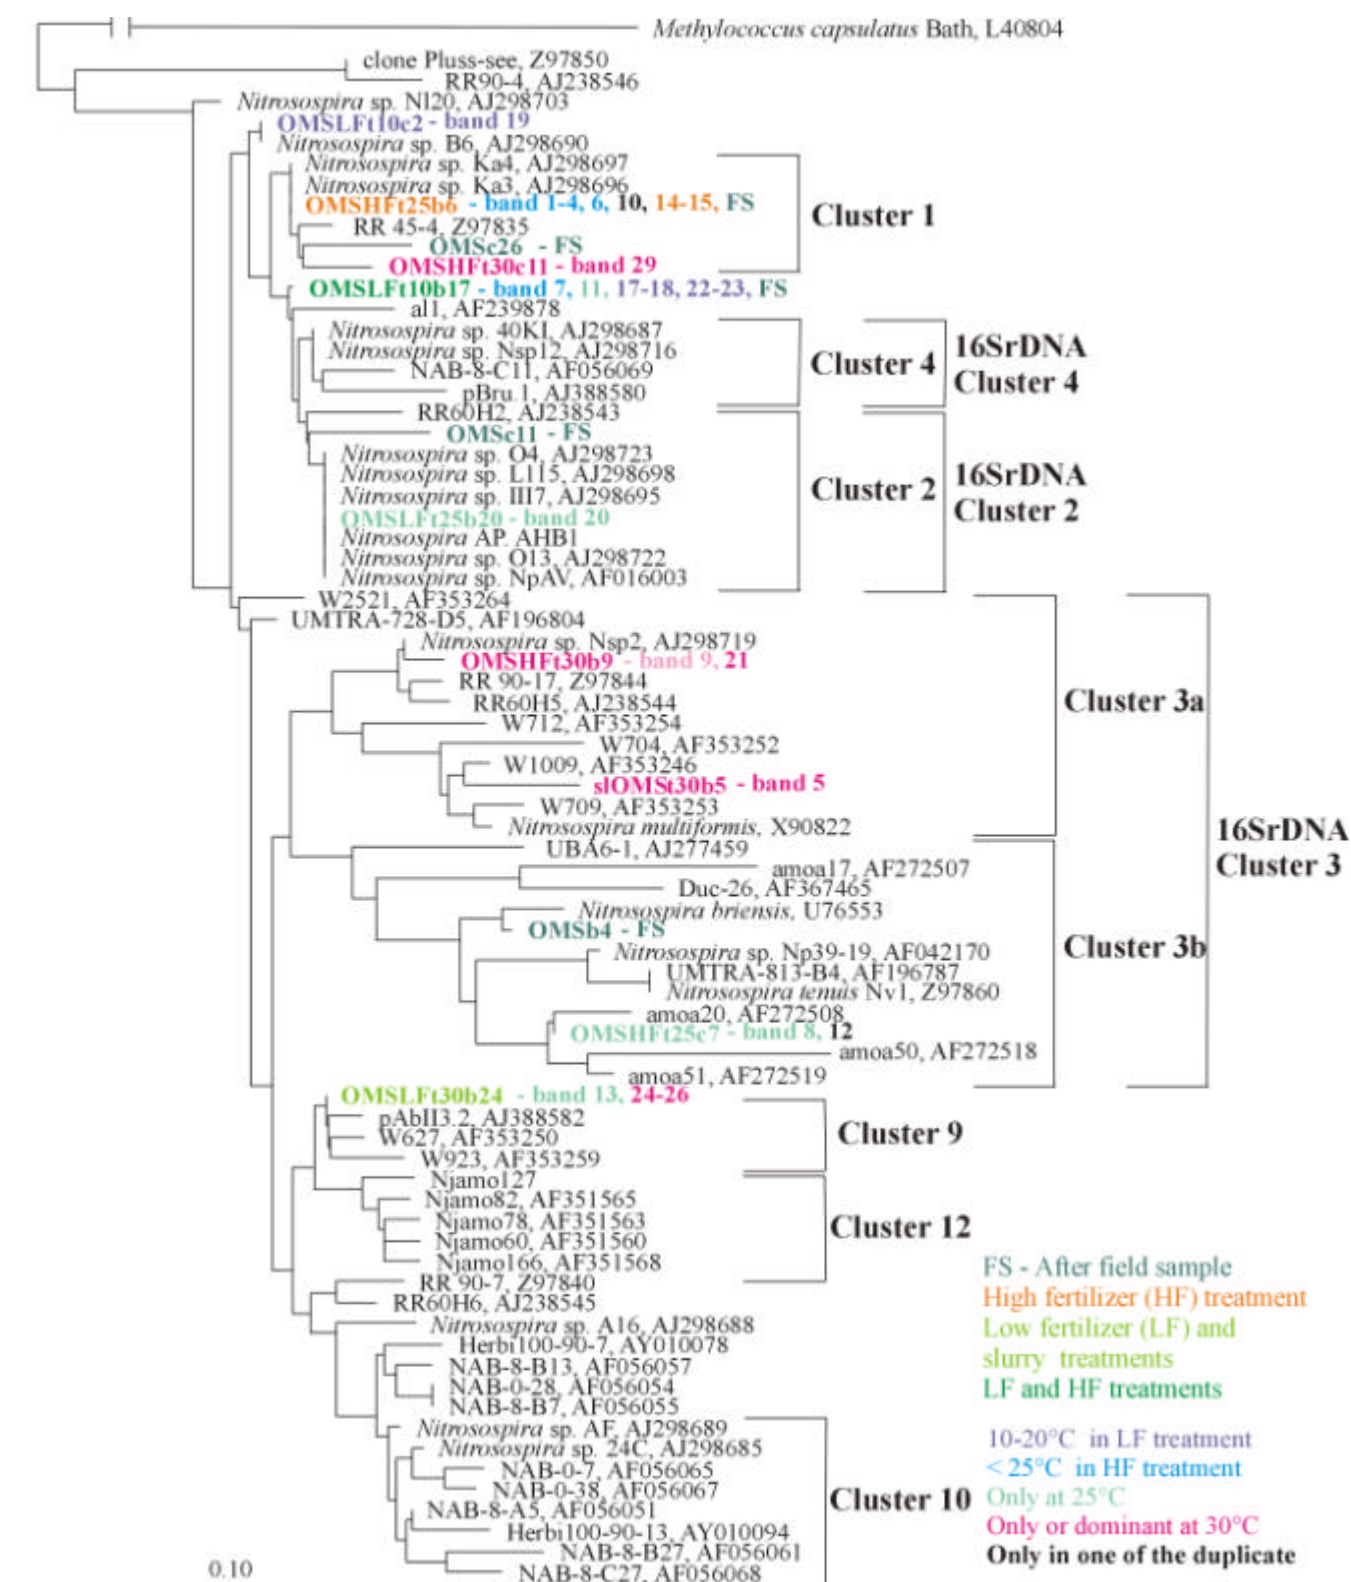 Methylococcus capsulatus Bath, L40804
clone Pluss-see, Z97850
RR90-4, AJ238546
Nitrosospira sp. Nl20, AJ298703
OMSLFt10c2 - band 19
Nitrosospira sp. B6, AJ298690
Nitrosospira sp. Ka4, AJ298697
Nitrosospira sp. Ka3, AJ298696
OMSHFt25b6 - band 1-4, 6, 10, 14-15, FS
Cluster 1
RR 45-4, Z97835
OMSc26 - FS
OMSHFt30c11 - band 29
OMSLFt10b17 - band 7, 11, 17-18, 22-23, FS
al1, AF239878
Nitrosospira sp. 40KI, AJ298687
Nitrosospira sp. Nsp12, AJ298716
NAB-8-C11, AF056069
pBru.1, AJ388580
Cluster 4
16SrDNA
Cluster 4
RR60H2, AJ238543
OMSc11 - FS
Nitrosospira sp. O4, AJ298723
Nitrosospira sp. L115, AJ298698
Nitrosospira sp. III7, AJ298695
OMSLFt25b20 - band 20
Nitrosospira AP. AHB1
Nitrosospira sp. O13, AJ298722
Nitrosospira sp. NpAV, AF016003
Cluster 2
16SrDNA
Cluster 2
W2521, AF353264
UMTRA-728-D5, AF196804
Nitrosospira sp. Nsp2, AJ298719
OMSHFt30b9 - band 9, 21
RR 90-17, Z97844
RR60H5, AJ238544
Cluster 3a
W712, AF353254
W704, AF353252
W1009, AF353246
slOMSt30b5 - band 5
W709, AF353253
Nitrosospira multiformis, X90822
16SrDNA
Cluster 3
UBA6-1, AJ277459
amoa17, AF272507
Duc-26, AF367465
Nitrosospira briensis, U76553
OMSb4 - FS
Cluster 3b
Nitrosospira sp. Np39-19, AF042170
UMTRA-813-B4, AF196787
Nitrosospira tenuis Nv1, Z97860
amoa20, AF272508
OMSHFt25c7 - band 8, 12
amoa50, AF272518
amoa51, AF272519
OMSLFt30b24 - band 13, 24-26
pAbII3.2, AJ388582
W627, AF353250
W923, AF353259
Cluster 9
Njamo127
Njamo82, AF351565
Njamo78, AF351563
Njamo60, AF351560
Njamo166, AF351568
Cluster 12
RR 90-7, Z97840
RR60H6, AJ238545
Nitrosospira sp. A16, AJ298688
Herbi100-90-7, AY010078
NAB-8-B13, AF056057
NAB-0-28, AF056054
NAB-8-B7, AF056055
Nitrosospira sp. AF, AJ298689
Nitrosospira sp. 24C, AJ298685
NAB-0-7, AF056065
NAB-0-38, AF056067
NAB-8-A5, AF056051
Herbi100-90-13, AY010094
NAB-8-B27, AF056061
NAB-8-C27, AF056068
Cluster 10
0.10
FS - After field sample
High fertilizer (HF) treatment
Low fertilizer (LF) and
slurry treatments
LF and HF treatments
10-20°C in LF treatment
< 25°C in HF treatment
Only at 25°C
Only or dominant at 30°C
Only in one of the duplicate